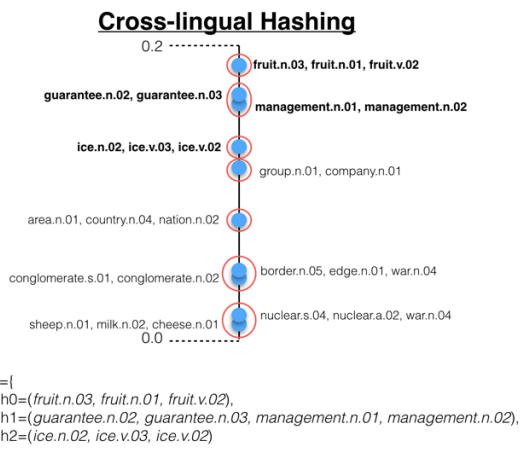 Cross-lingual Hashing
0.2
fruit.n.03, fruit.n.01, fruit.v.02
guarantee.n.02, guarantee.n.03
management.n.01, management.n.02
ice.n.02, ice.v.03, ice.v.02
group.n.01, company.n.01
area.n.01, country.n.04, nation.n.02
border.n.05, edge.n.01, war.n.04
conglomerate.s.01, conglomerate.n.02
nuclear.s.04, nuclear.a.02, war.n.04
sheep.n.01, milk.n.02, cheese.n.01
0.0
={
h0=(fruit.n.03, fruit.n.01, fruit.v.02),
h1=(guarantee.n.02, guarantee.n.03, management.n.01, management.n.02),
h2=(ice.n.02, ice.v.03, ice.v.02)